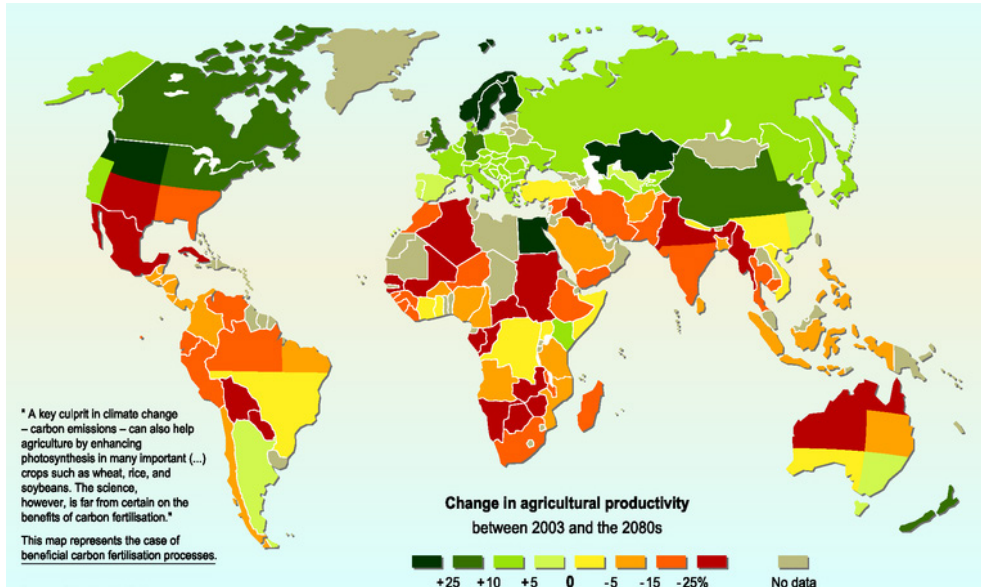 " A key culprit in climate change
– carbon emissions – can also help
agriculture by enhancing
photosynthesis in many important (...)
crops such as wheat, rice, and
soybeans. The science,
however, is far from certain on the
benefits of carbon fertilisation."
This map represents the case of
beneficial carbon fertilisation processes.
Change in agricultural productivity
between 2003 and the 2080s
+25 +10 +5 0 -5 -15 -25% No data